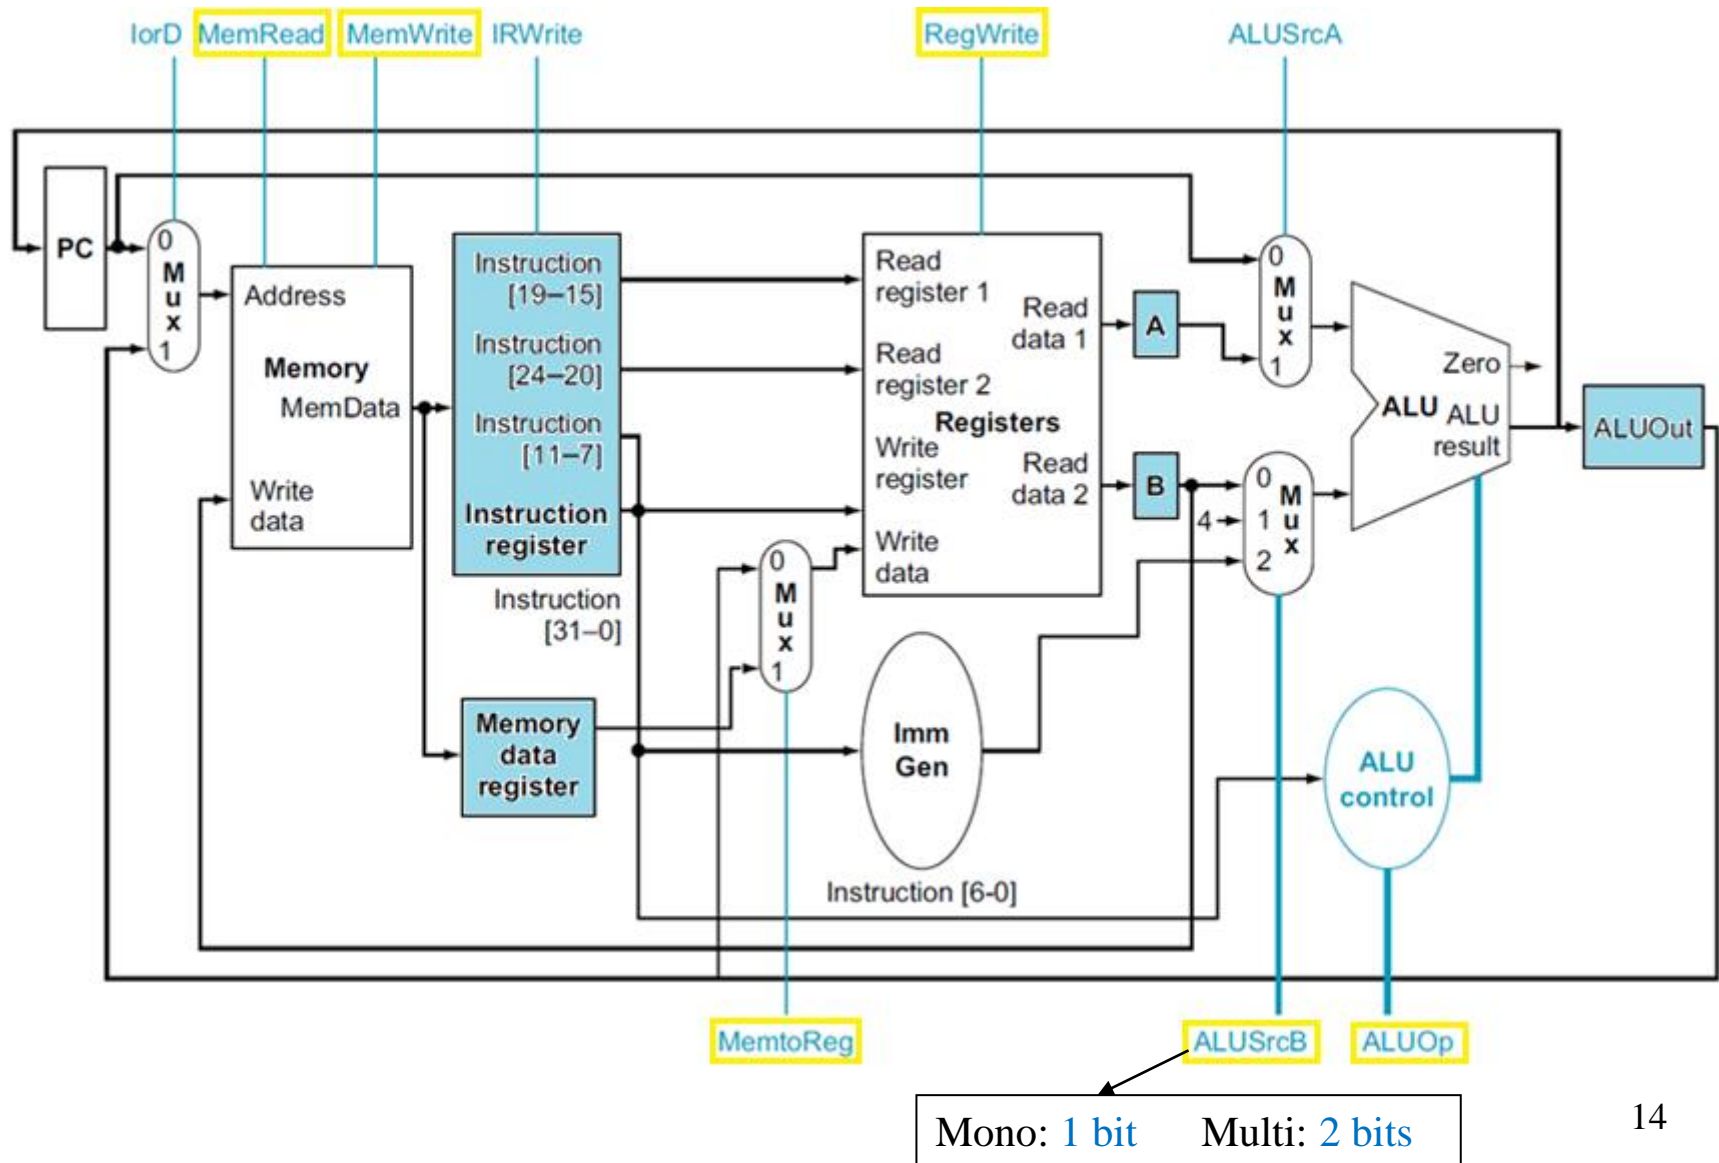 IorD MemRead MemWrite IRWrite RegWrite ALUSrcA
PC
0
M
u
x
1
Address
Memory
MemData
Write
data
Instruction
[19–15]
Instruction
[24–20]
Instruction
[11–7]
Instruction
register
Instruction
[31–0]
Memory
data
register
0
M
u
x
1
Read
register 1
Read
register 2
Registers
Write
register
Write
data
Read
data 1
Read
data 2
Imm
Gen
Instruction [6-0]
A
B
0
M
u
x
1
4
0
1
2
M
u
x
Zero
ALU
ALU
result
ALUOut
ALU
control
MemtoReg ALUSrcB ALUOp
Mono: 1 bit Multi: 2 bits
14